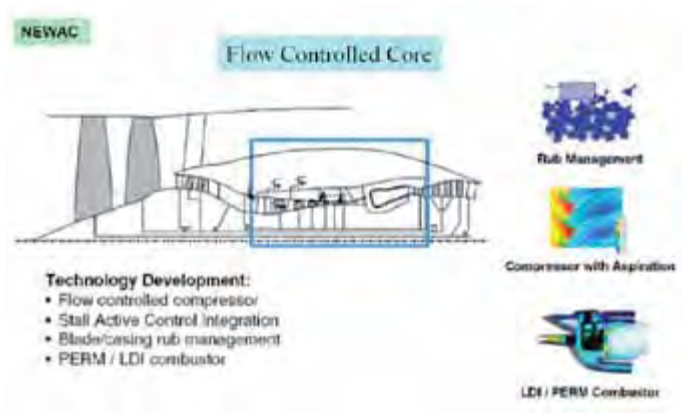 NEWAC
Flow Controlled Core
Rub Management
Compressor with Aspiration
Technology Development:
• Flow controlled compressor
• Stall Active Control Integration
• Blade/casing rub management
• PERM / LDI combustor
LDI / PERM Combustor